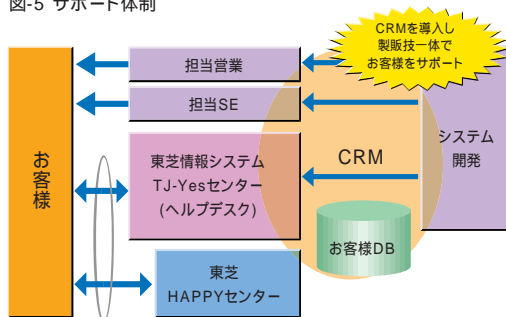 図-5 サポート体制
CRMを導入し
製販技一体で
お客様をサポート
担当営業
担当SE
お客様
東芝情報システム
TJ-Yesセンター
(ヘルプデスク)
CRM
システム
開発
お客様DB
東芝
HAPPYセンター